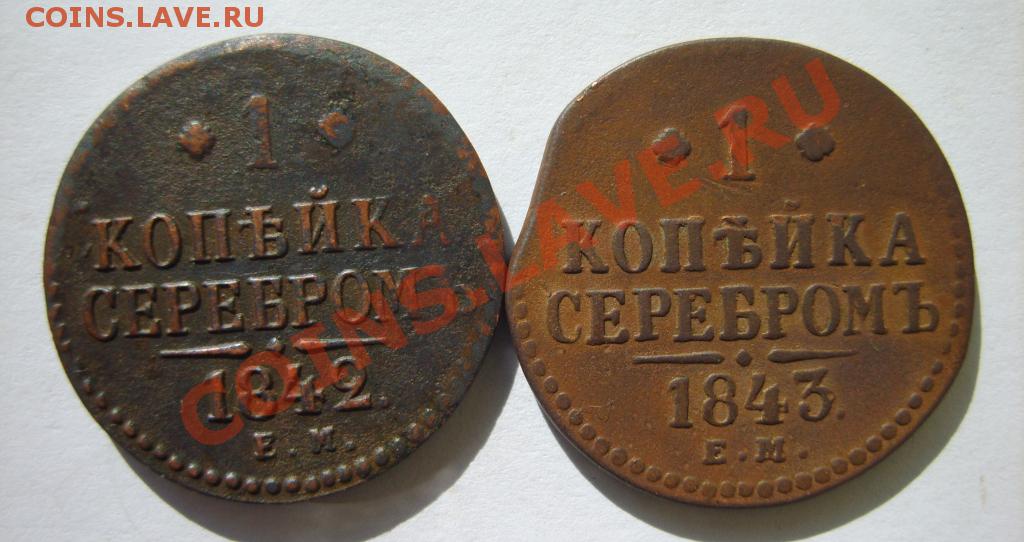 COINS.LAVE.RU
1
КОПѢЙКА
СЕРЕБРОМЪ
1842.
Е.М.
1
КОПѢЙКА
СЕРЕБРОМЪ
1843.
Е.М.
COINS.LAVE.RU